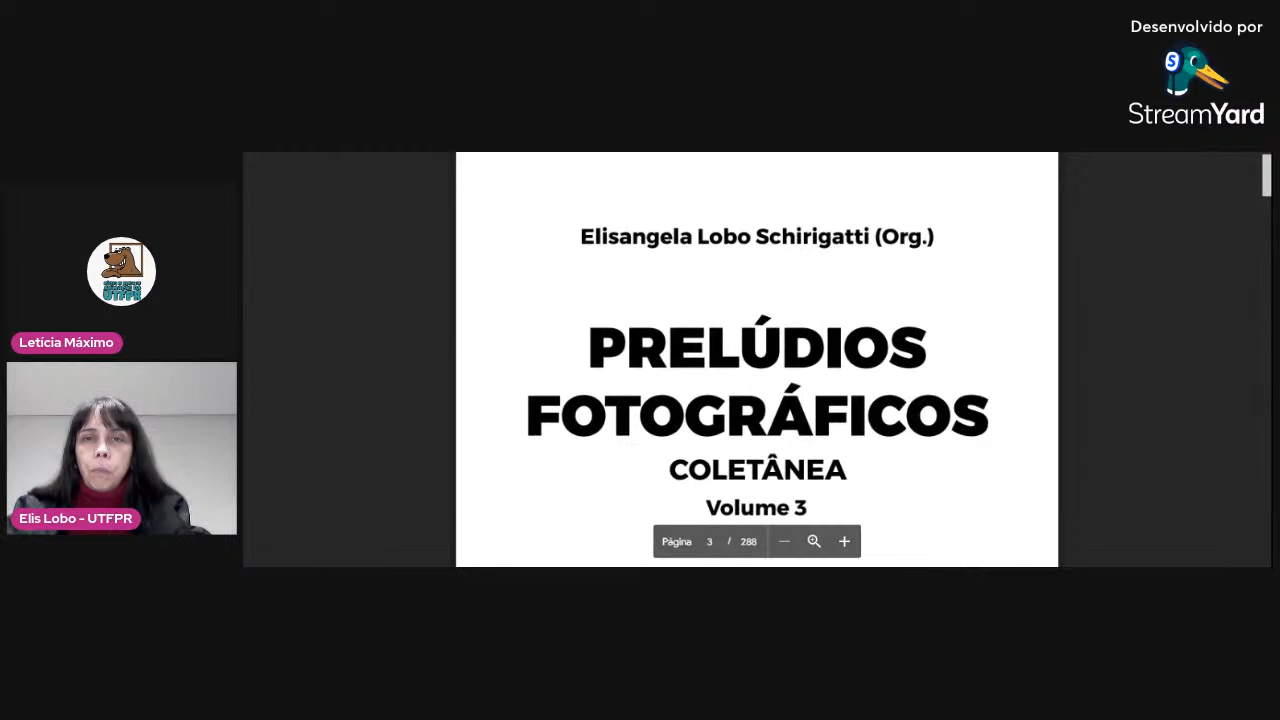 Desenvolvido por
StreamYard
Elisangela Lobo Schirigatti (Org.)
PRELÚDIOS
FOTOGRÁFICOS
COLETÂNEA
Volume 3
Página 3 / 288
UTFPR
Letícia Máximo
Elis Lobo - UTFPR